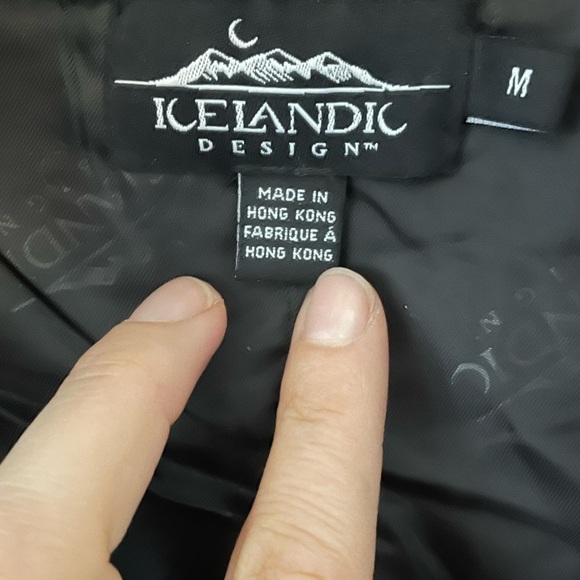 ICELANDIC
DESIGN™
M
MADE IN
HONG KONG
FABRIQUE Á
HONG KONG